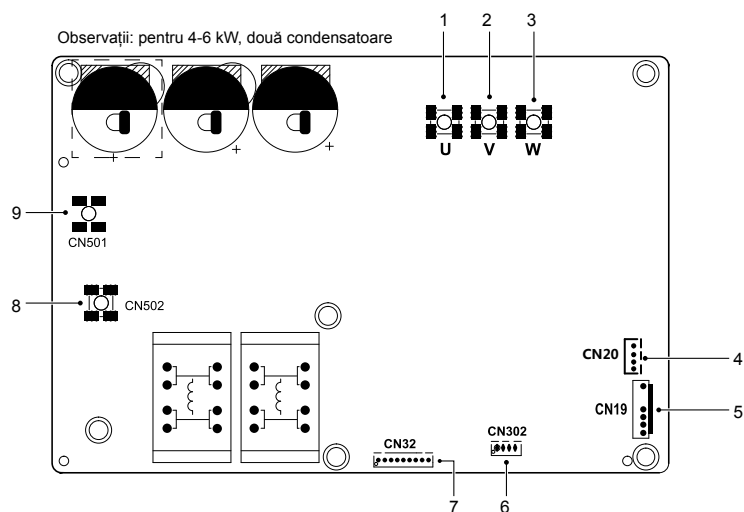 1 2 3
Observații: pentru 4-6 kW, două condensatoare
+ + +
U V W
9
CN501
8
CN502
CN20
4
CN19
5
CN302
CN32
7
6